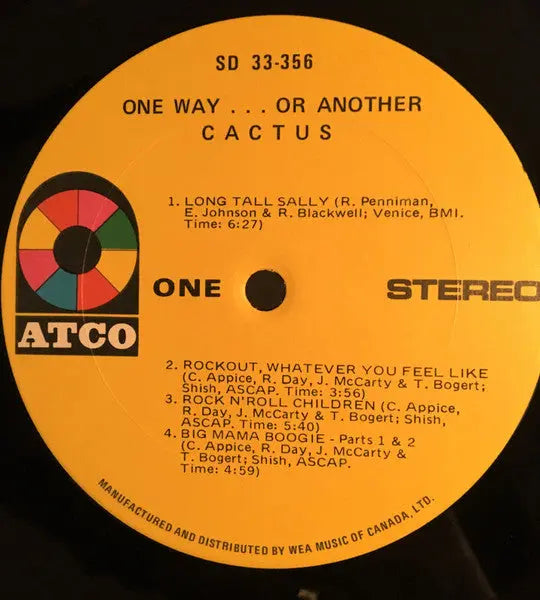 SD 33-356
ONE WAY . . . OR ANOTHER
CACTUS
1. LONG TALL SALLY (R. Penniman,
E. Johnson & R. Blackwell; Venice, BMI.
Time: 6:27)
ONE
STEREO
ATCO
2. ROCKOUT, WHATEVER YOU FEEL LIKE
(C. Appice, R. Day, J. McCarty & T. Bogert;
Shish, ASCAP. Time: 3:56)
3. ROCK N'ROLL CHILDREN (C. Appice,
R. Day, J. McCarty & T. Bogert; Shish,
ASCAP. Time: 5:40)
4. BIG MAMA BOOGIE - Parts 1 & 2
(C. Appice, R. Day, J. McCarty &
T. Bogert; Shish, ASCAP.
Time: 4:59)
MANUFACTURED AND DISTRIBUTED BY WEA MUSIC OF CANADA, LTD.